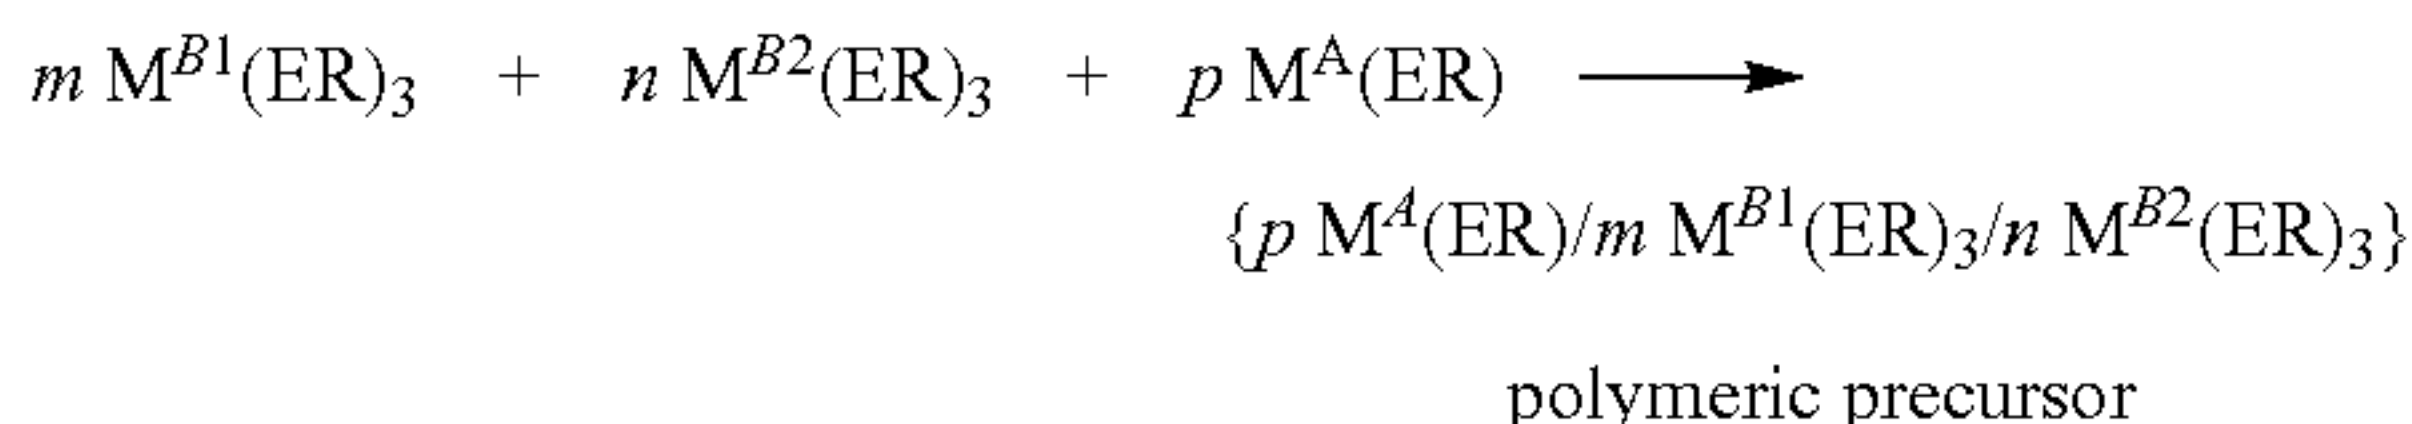 m M^{B1}(ER)_3 + n M^{B2}(ER)_3 + p M^A(ER) ⟶
{p M^A(ER)/m M^{B1}(ER)_3/n M^{B2}(ER)_3}
polymeric precursor